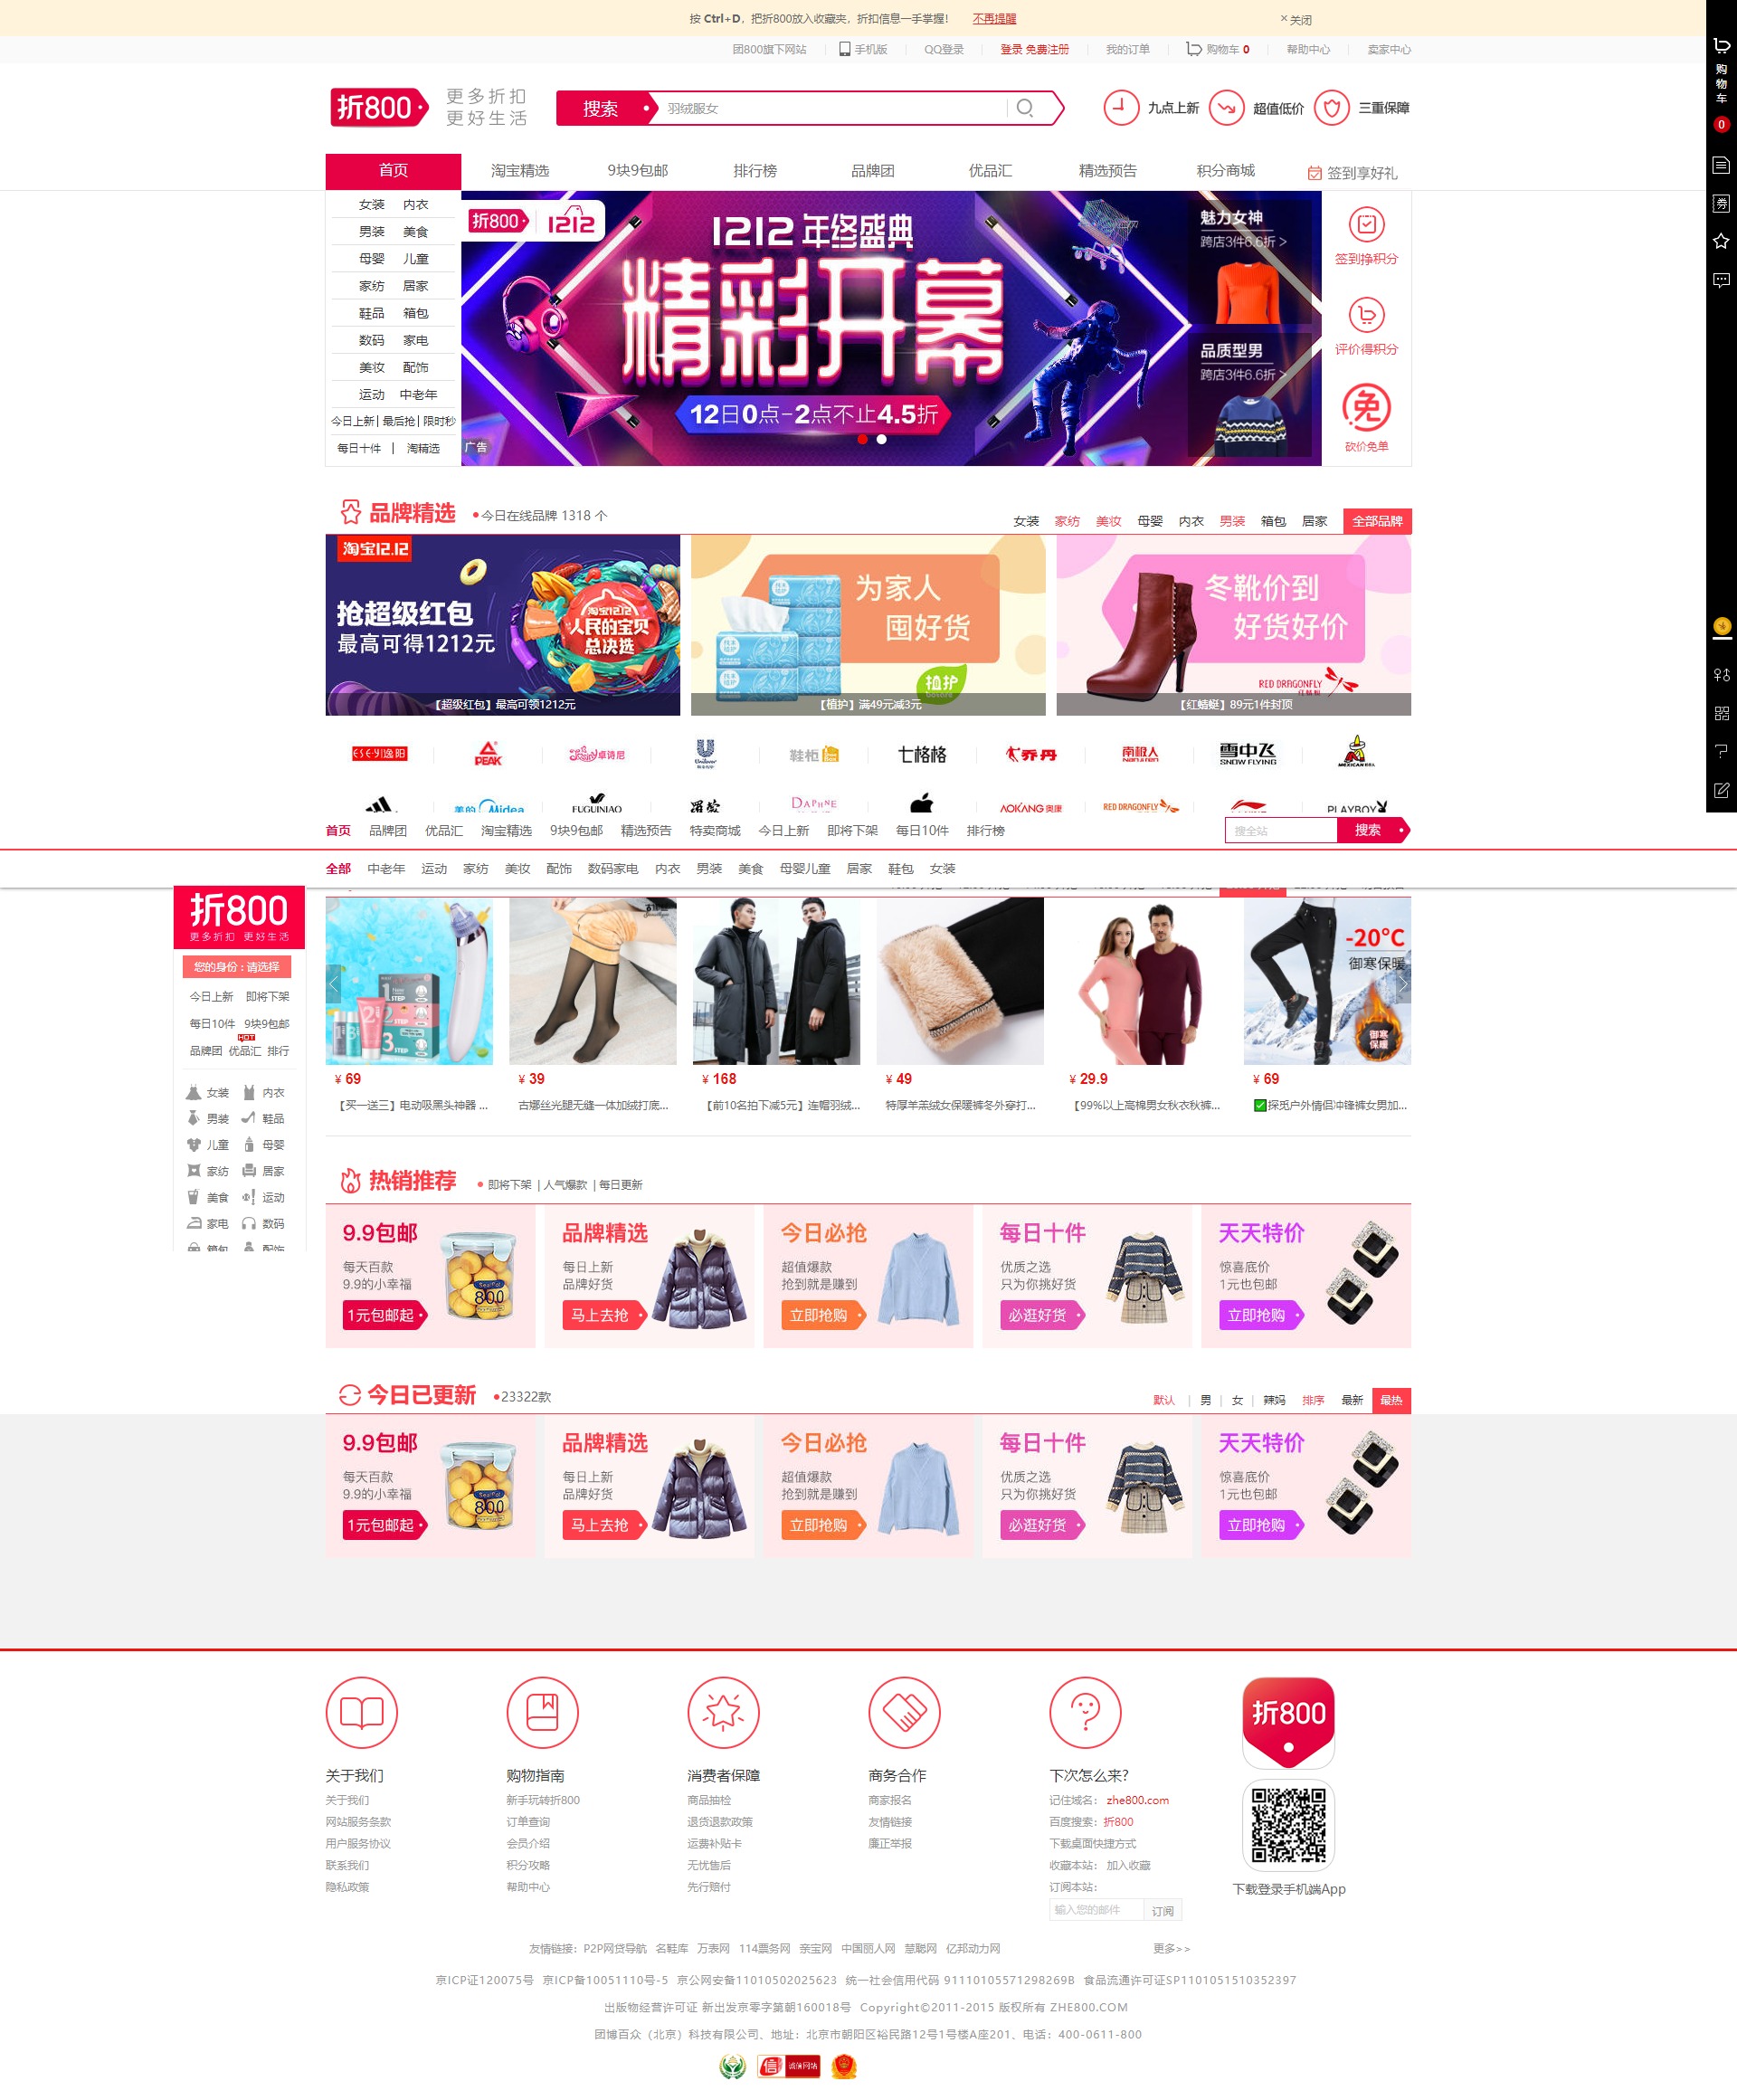 按 Ctrl+D，把折800放入收藏夹，折扣信息一手掌握！ 不再提醒 ×关闭
团800旗下网站 手机版 QQ登录 登录 免费注册 我的订单 购物车 0 帮助中心 卖家中心
折800 更多折扣 更好生活 搜索 羽绒服女 九点上新 超值低价 三重保障
首页 淘宝精选 9块9包邮 排行榜 品牌团 优品汇 精选预告 积分商城 签到享好礼
购物车 0
券
女装 内衣
男装 美食
母婴 儿童
家纺 居家
鞋品 箱包
数码 家电
美妆 配饰
运动 中老年
今日上新| 最后抢| 限时秒
每日十件 | 淘精选
折800 1212
1212 年终盛典
精彩开幕
12日0点-2点不止4.5折
广告
魅力女神
跨店3件6.6折 >
品质型男
跨店3件6.6折 >
签到挣积分
评价得积分
免
砍价免单
品牌精选 今日在线品牌 1318 个
女装 家纺 美妆 母婴 内衣 男装 箱包 居家 全部品牌
淘宝12.12
抢超级红包
最高可得1212元
淘宝12.12
人民的宝贝
总决选
【超级红包】最高可领1212元
为家人
囤好货
植护
【植护】满49元减3元
冬靴价到
好货好价
RED DRAGONFLY
【红蜻蜓】89元1件封顶
逸阳 PEAK 卓诗尼 Unilever 鞋柜 七格格 乔丹 南极人 雪中飞 SNOW FLYING MEXICAN
美的 Midea FUGUINIAO DAPHNE AOKANG 奥康 RED DRAGONFLY PLAYBOY
首页 品牌团 优品汇 淘宝精选 9块9包邮 精选预告 特卖商城 今日上新 即将下架 每日10件 排行榜 搜全站 搜索
全部 中老年 运动 家纺 美妆 配饰 数码家电 内衣 男装 美食 母婴儿童 居家 鞋包 女装
折800
更多折扣 更好生活
您的身份：请选择
今日上新 即将下架
每日10件 9块9包邮
HOT
品牌团 优品汇 排行
女装 内衣
男装 鞋品
儿童 母婴
家纺 居家
美食 运动
家电 数码
箱包 配饰
1 STEP
2
3 STEP
-20°C
御寒保暖
御寒
保暖
¥ 69 ¥ 39 ¥ 168 ¥ 49 ¥ 29.9 ¥ 69
【买一送三】电动吸黑头神器 ... 古娜丝光腿无缝一体加绒打底... 【前10名拍下减5元】连帽羽绒... 特厚羊羔绒女保暖裤冬外穿打... 【99%以上高棉男女秋衣秋裤... 探觅户外情侣冲锋裤女男加...
热销推荐 即将下架 | 人气爆款 | 每日更新
9.9包邮 品牌精选 今日必抢 每日十件 天天特价
每天百款 每日上新 超值爆款 优质之选 惊喜底价
9.9的小幸福 品牌好货 抢到就是赚到 只为你挑好货 1元也包邮
1元包邮起 马上去抢 立即抢购 必逛好货 立即抢购
800
今日已更新 23322款
默认 | 男 | 女 | 辣妈 排序 最新 最热
9.9包邮 品牌精选 今日必抢 每日十件 天天特价
每天百款 每日上新 超值爆款 优质之选 惊喜底价
9.9的小幸福 品牌好货 抢到就是赚到 只为你挑好货 1元也包邮
1元包邮起 马上去抢 立即抢购 必逛好货 立即抢购
800
关于我们
关于我们
网站服务条款
用户服务协议
联系我们
隐私政策
购物指南
新手玩转折800
订单查询
会员介绍
积分攻略
帮助中心
消费者保障
商品抽检
退货退款政策
运费补贴卡
无忧售后
先行赔付
商务合作
商家报名
友情链接
廉正举报
下次怎么来?
记住域名： zhe800.com
百度搜索：折800
下载桌面快捷方式
收藏本站： 加入收藏
订阅本站：
输入您的邮件 订阅
折800
下载登录手机端App
友情链接：P2P网贷导航 名鞋库 万表网 114票务网 亲宝网 中国丽人网 慧聪网 亿邦动力网 更多>>
京ICP证120075号 京ICP备10051110号-5 京公网安备11010502025623 统一社会信用代码 91110105571298269B 食品流通许可证SP1101051510352397
出版物经营许可证 新出发京零字第朝160018号 Copyright©2011-2015 版权所有 ZHE800.COM
团博百众（北京）科技有限公司、地址：北京市朝阳区裕民路12号1号楼A座201、电话：400-0611-800
信 诚信网站